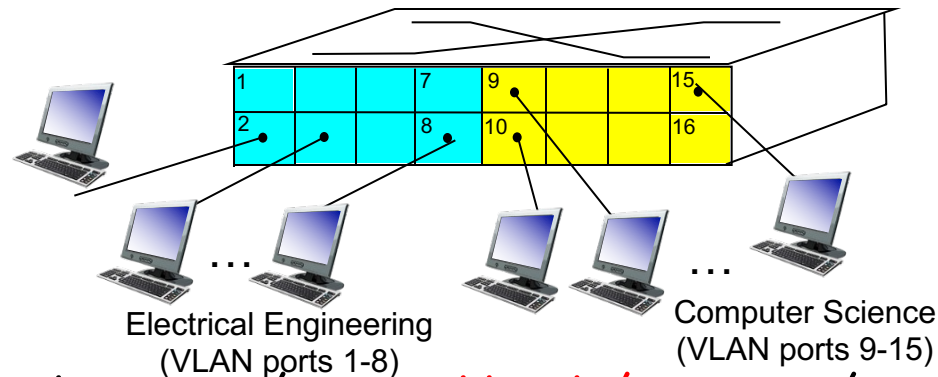 1 7 9 15
2 8 10 16
...
...
Electrical Engineering
(VLAN ports 1-8)
Computer Science
(VLAN ports 9-15)